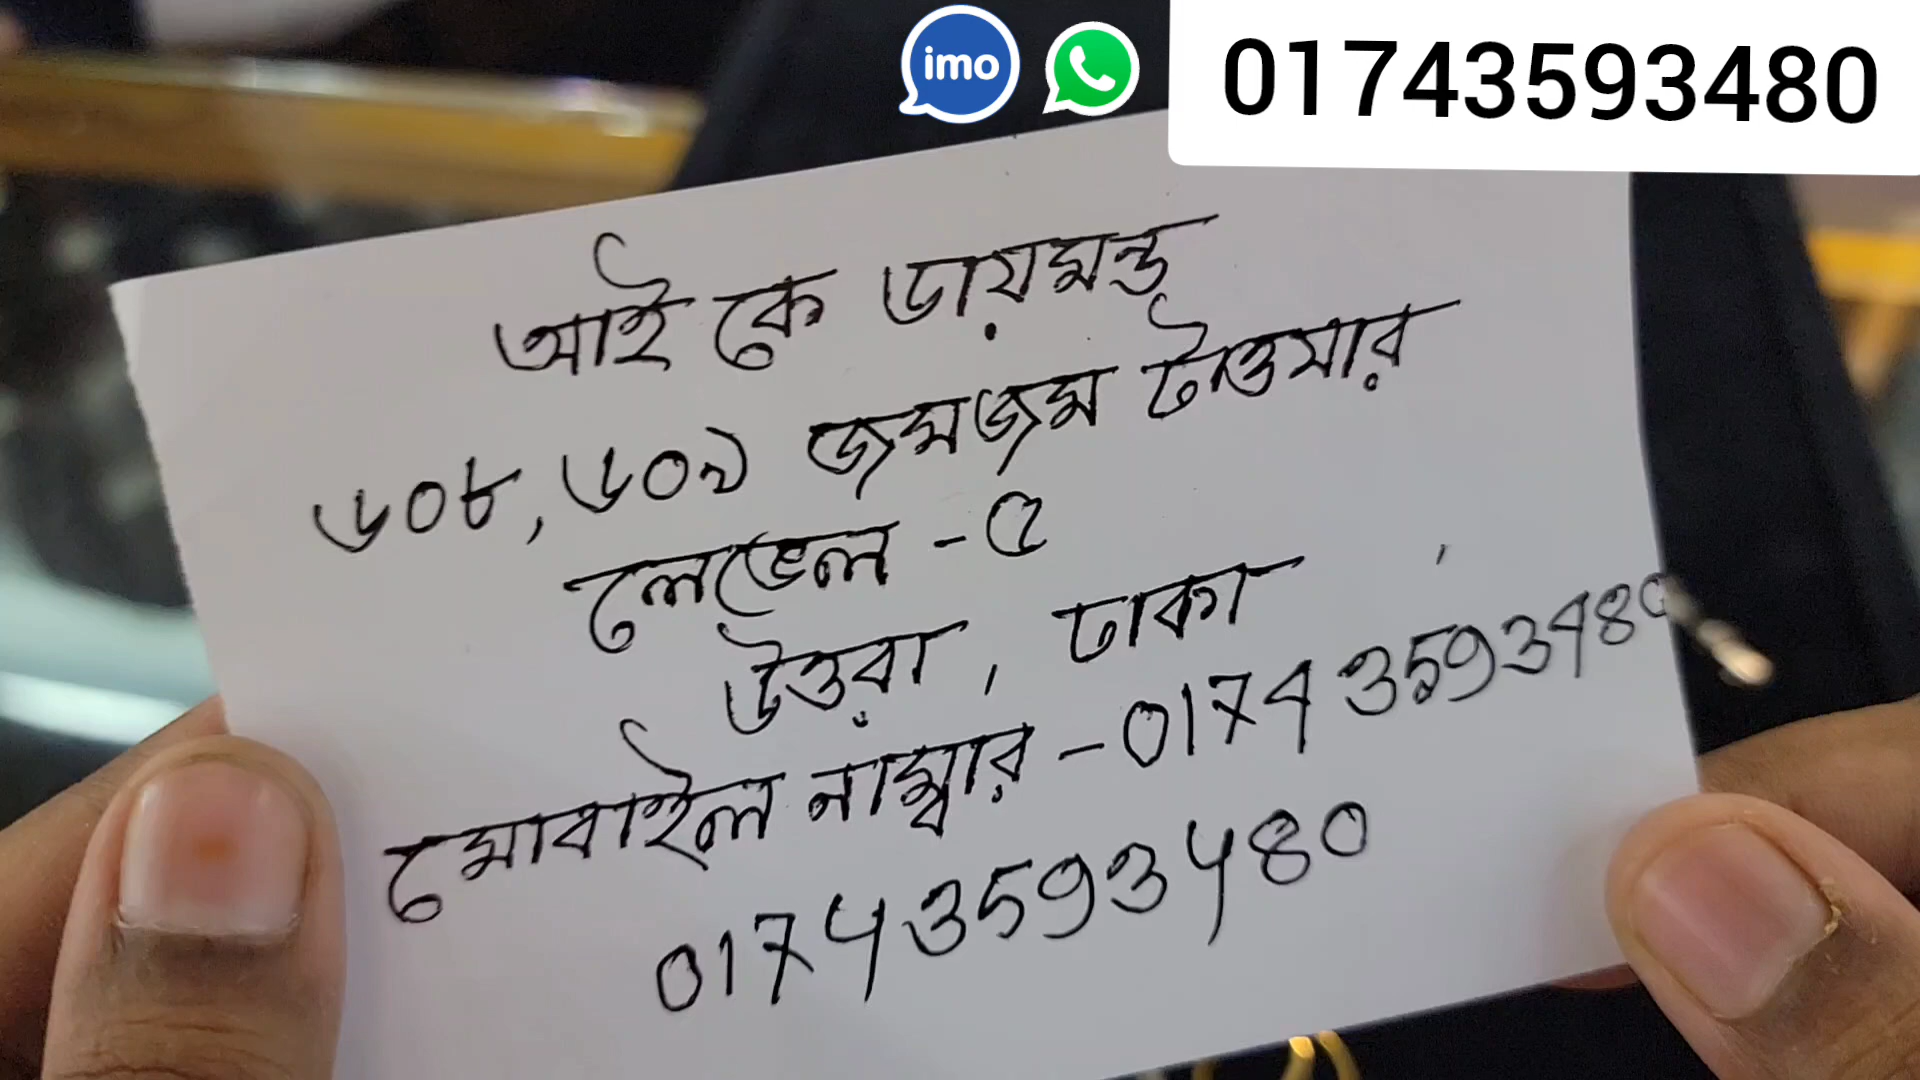 imo 01743593480
আই কে ডায়মন্ড
৬০৮, ৬০৯ জমজম টাওয়ার
লেভেল - ৫
উত্তরা, ঢাকা
মোবাইল নাম্বার - 01743593480
01743593480